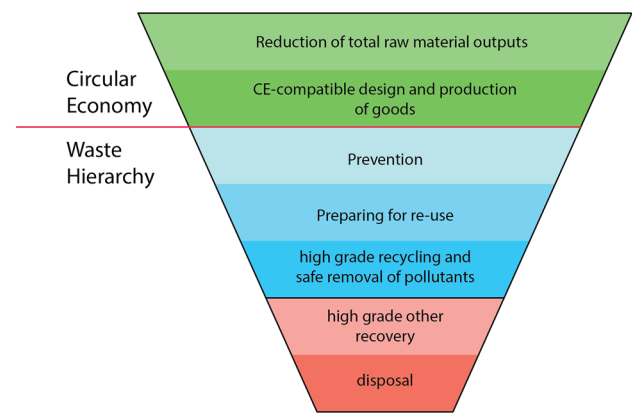 Reduction of total raw material outputs
CE-compatible design and production
of goods
Circular
Economy
Waste
Hierarchy
Prevention
Preparing for re-use
high grade recycling and
safe removal of pollutants
high grade other
recovery
disposal